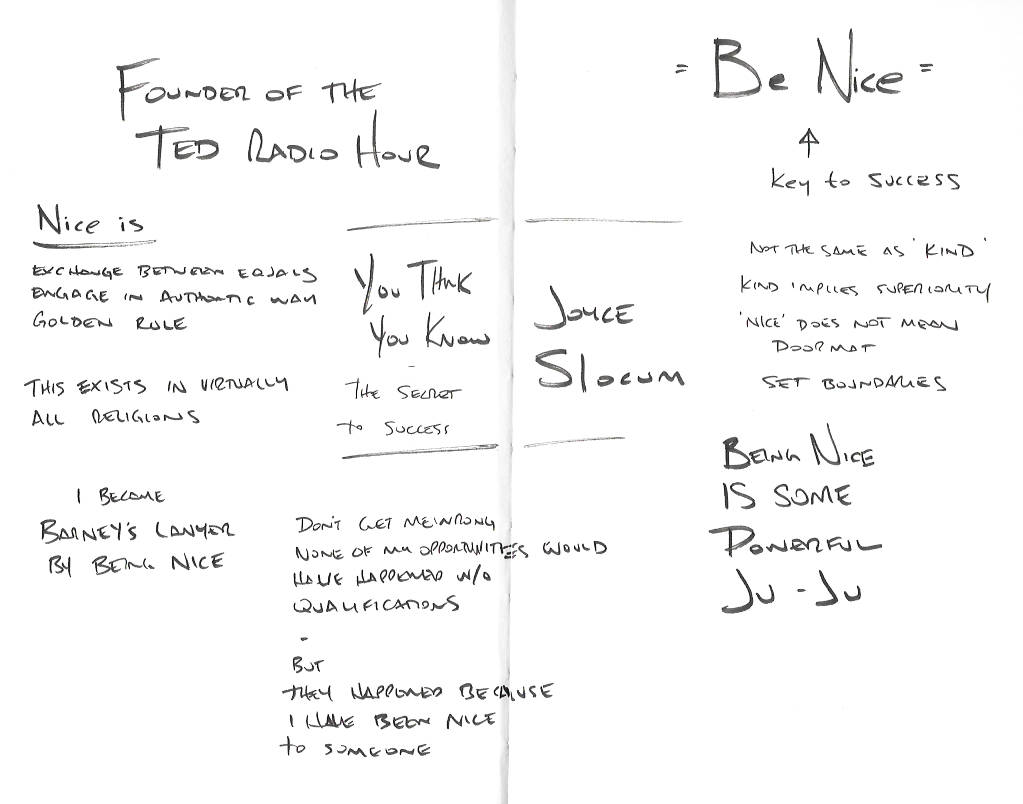 FOUNDER OF THE
TED RADIO HOUR
Nice is
EXCHANGE BETWEEN EQUALS
ENGAGE IN AUTHENTIC WAY
GOLDEN RULE
THIS EXISTS IN VIRTUALLY
ALL RELIGIONS
I BECAME
BARNEY'S LAWYER
BY BEING NICE
YOU THINK
YOU KNOW
-
THE SECRET
to SUCCESS
JOYCE
SLOCUM
DON'T GET ME WRONG
NONE OF MY OPPORTUNITIES WOULD
HAVE HAPPENED W/O
QUALIFICATIONS
-
BUT
THEY HAPPENED BECAUSE
I HAVE BEEN NICE
to SOMEONE
= Be Nice =
Key to SUCCESS
NOT THE SAME AS 'KIND'
KIND IMPLIES SUPERIORITY
'NICE' DOES NOT MEAN
DOORMAT
SET BOUNDARIES
BEING NICE
IS SOME
POWERFUL
JU-JU